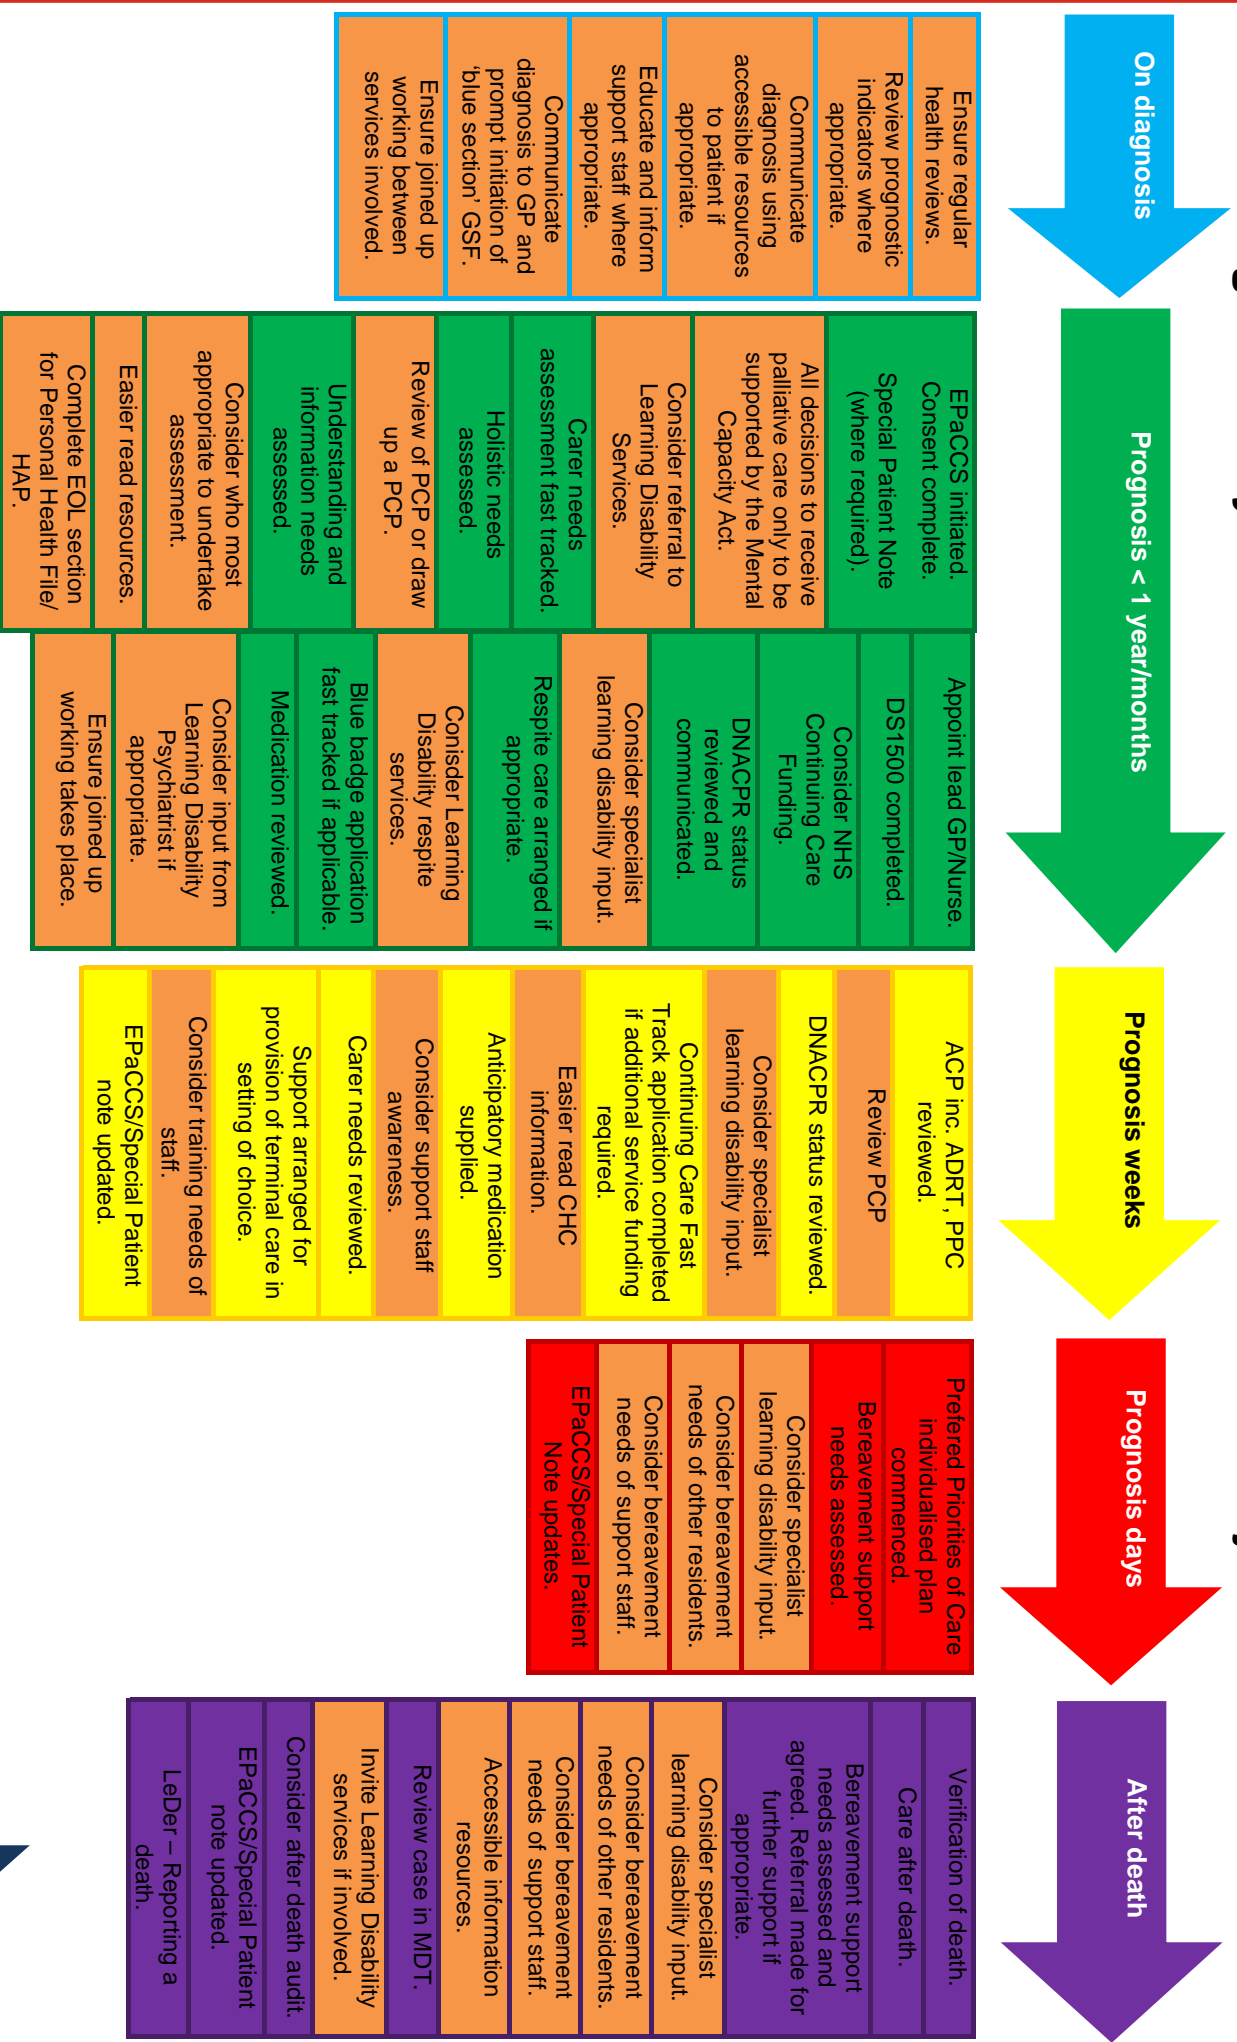 On diagnosis
Ensure regular
health reviews.
Review prognostic
indicators where
appropriate.
Communicate
diagnosis using
accessible resources
to patient if
appropriate.
Educate and inform
support staff where
appropriate.
Communicate
diagnosis to GP and
prompt initiation of
'blue section' GSF.
Ensure joined up
working between
services involved.
Prognosis < 1 year/months
EPaCCS initiated.
Consent complete.
Special Patient Note
(where required).
All decisions to receive
palliative care only to be
supported by the Mental
Capacity Act.
Consider referral to
Learning Disability
Services.
Carer needs
assessment fast tracked.
Holistic needs
assessed.
Review of PCP or draw
up a PCP.
Understanding and
information needs
assessed.
Consider who most
appropriate to undertake
assessment.
Easier read resources.
Complete EOL section
for Personal Health File/
HAP.
Appoint lead GP/Nurse.
DS1500 completed.
Consider NHS
Continuing Care
Funding.
DNACPR status
reviewed and
communicated.
Consider specialist
learning disability input.
Respite care arranged if
appropriate.
Conisder Learning
Disability respite
services.
Blue badge application
fast tracked if applicable.
Medication reviewed.
Consider input from
Learning Disability
Psychiatrist if
appropriate.
Ensure joined up
working takes place.
Prognosis weeks
ACP inc. ADRT, PPC
reviewed.
Review PCP
DNACPR status reviewed.
Consider specialist
learning disability input.
Continuing Care Fast
Track application completed
if additional service funding
required.
Easier read CHC
information.
Anticipatory medication
supplied.
Consider support staff
awareness.
Carer needs reviewed.
Support arranged for
provision of terminal care in
setting of choice.
Consider training needs of
staff.
EPaCCS/Special Patient
note updated.
Prognosis days
Prefered Priorities of Care
individualised plan
commenced.
Bereavement support
needs assessed.
Consider specialist
learning disability input.
Consider bereavement
needs of other residents.
Consider bereavement
needs of support staff.
EPaCCS/Special Patient
Note updates.
After death
Verification of death.
Care after death.
Bereavement support
needs assessed and
agreed. Referral made for
further support if
appropriate.
Consider specialist
learning disability input.
Consider bereavement
needs of other residents.
Consider bereavement
needs of support staff.
Accessible information
resources.
Review case in MDT.
Invite Learning Disability
services if involved.
Consider after death audit.
EPaCCS/Special Patient
note updated.
LeDer – Reporting a
death.